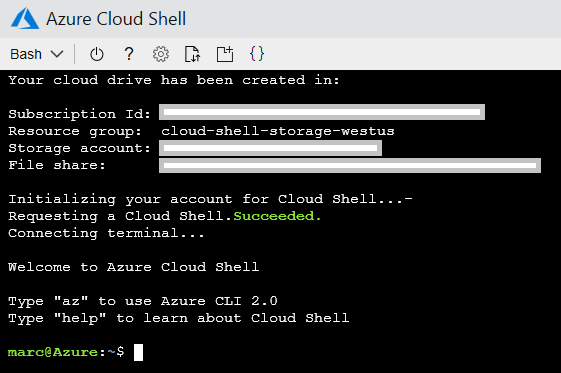 Azure Cloud Shell
Bash ? {}
Your cloud drive has been created in:
Subscription Id:
Resource group: cloud-shell-storage-westus
Storage account:
File share:
Initializing your account for Cloud Shell...-
Requesting a Cloud Shell.Succeeded.
Connecting terminal...
Welcome to Azure Cloud Shell
Type "az" to use Azure CLI 2.0
Type "help" to learn about Cloud Shell
marc@Azure:~$